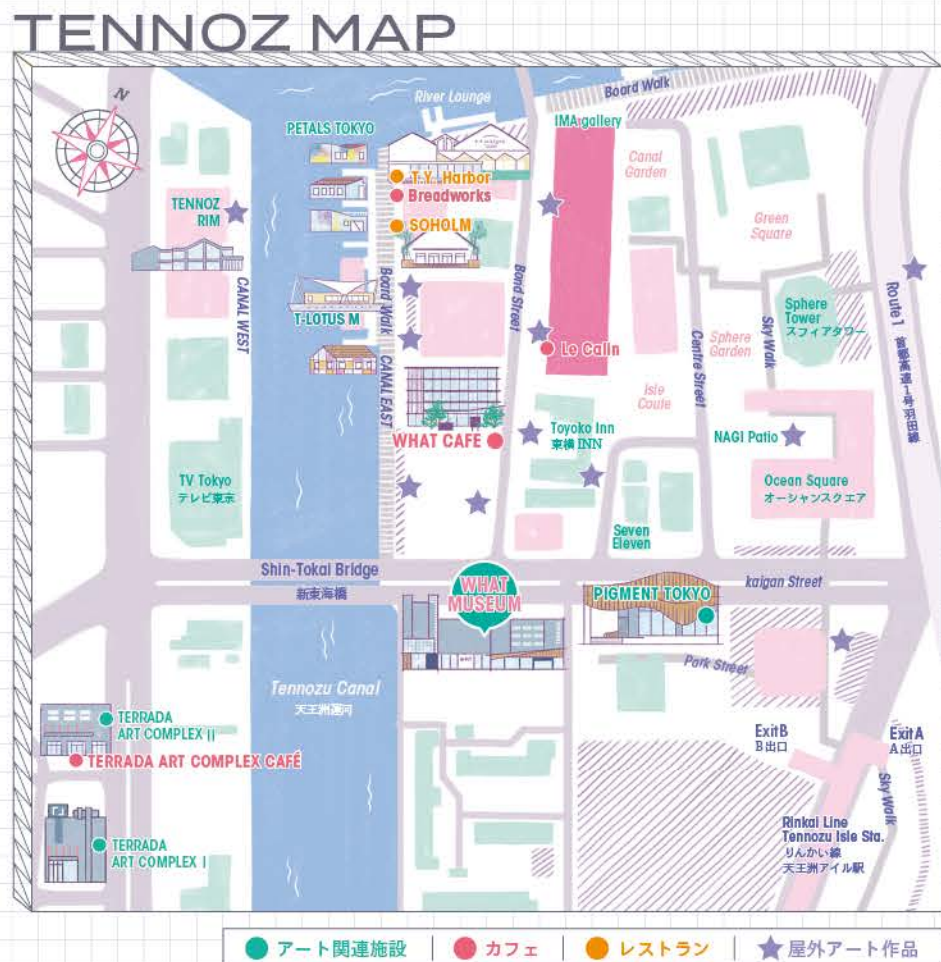 TENNOZ MAP
N
River Lounge
Board Walk
PETALS TOKYO
IMA gallery
T.Y. Harbor
Breadworks
SOHOLM
Canal
Garden
TENNOZ
RIM
Green
Square
CANAL WEST
Board Walk
CANAL EAST
Bond Street
T-LOTUS M
Le Calin
Centre Street
Sphere
Garden
Sky Walk
Sphere
Tower
スフィアタワー
Route 1 首都高速1号羽田線
Isle
Coule
WHAT CAFE
Toyoko Inn
東横 INN
NAGI Patio
TV Tokyo
テレビ東京
Ocean Square
オーシャンスクエア
Seven
Eleven
Shin-Tokai Bridge
新東海橋
WHAT
MUSEUM
PIGMENT TOKYO
kaigan Street
Park Street
Tennozu Canal
天王洲運河
TERRADA
ART COMPLEX II
TERRADA ART COMPLEX CAFÉ
TERRADA
ART COMPLEX I
Exit B
B出口
Exit A
A出口
Sky Walk
Rinkai Line
Tennozu Isle Sta.
りんかい線
天王洲アイル駅
アート関連施設
カフェ
レストラン
屋外アート作品